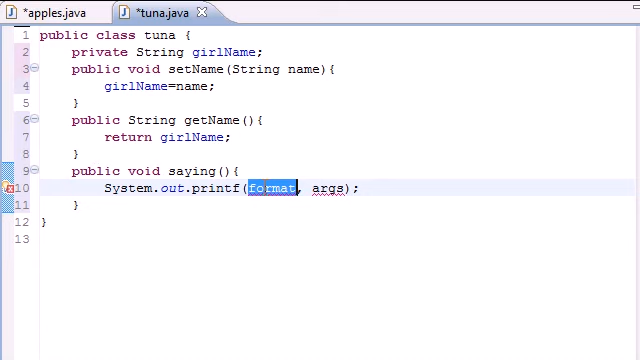 *apples.java *tuna.java
1 public class tuna {
2 private String girlName;
3 public void setName(String name){
4 girlName=name;
5 }
6 public String getName(){
7 return girlName;
8 }
9 public void saying(){
10 System.out.printf(format, args);
11 }
12 }
13